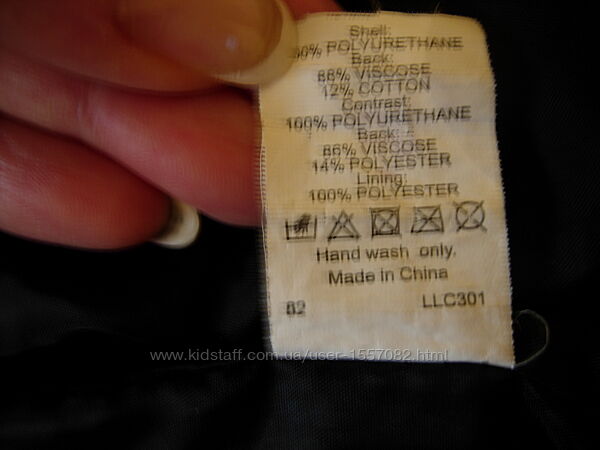 Shell:
POLYURETHANE
Back:
88% VISCOSE
12% COTTON
Contrast:
100% POLYURETHANE
Back:
86% VISCOSE
14% POLYESTER
Lining:
100% POLYESTER
Hand wash only.
Made in China
LLC301
www.kidstaff.com.ua/user-1557082.html